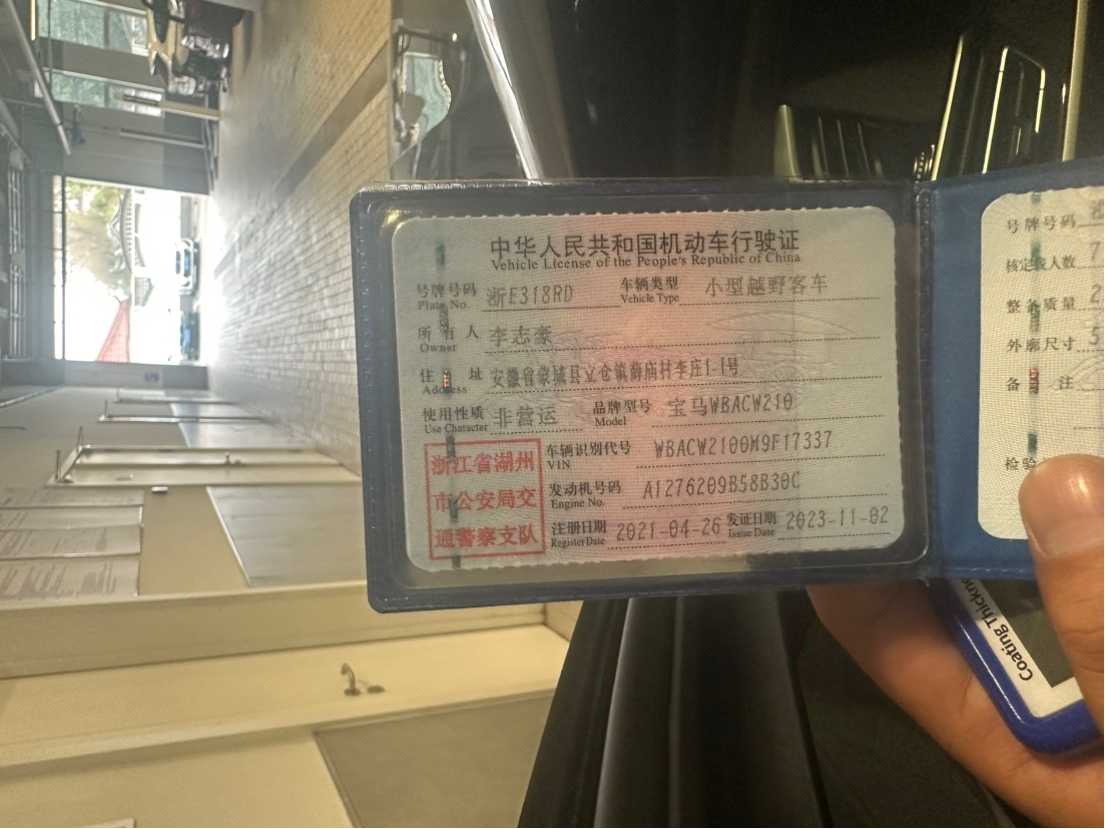 中华人民共和国机动车行驶证
Vehicle License of the People's Republic of China
号牌号码 浙E318RD 车辆类型 小型越野客车
Plate No. Vehicle Type
所有人 李志豪
Owner
住址 安徽省蒙城县立仓镇薛庙村李庄1-1号
Address
使用性质 非营运 品牌型号 宝马WBACW210
Use Character Model
浙江省湖州
市公安局交
通警察支队
车辆识别代号 WBACW2100M9F17337
VIN
发动机号码 A1276209B58B30C
Engine No.
注册日期 2021-04-26 发证日期 2023-11-02
Register Date Issue Date
号牌号码
核定载人数 7
整备质量 2
外廓尺寸 5
备注
检验
Coating Thickne